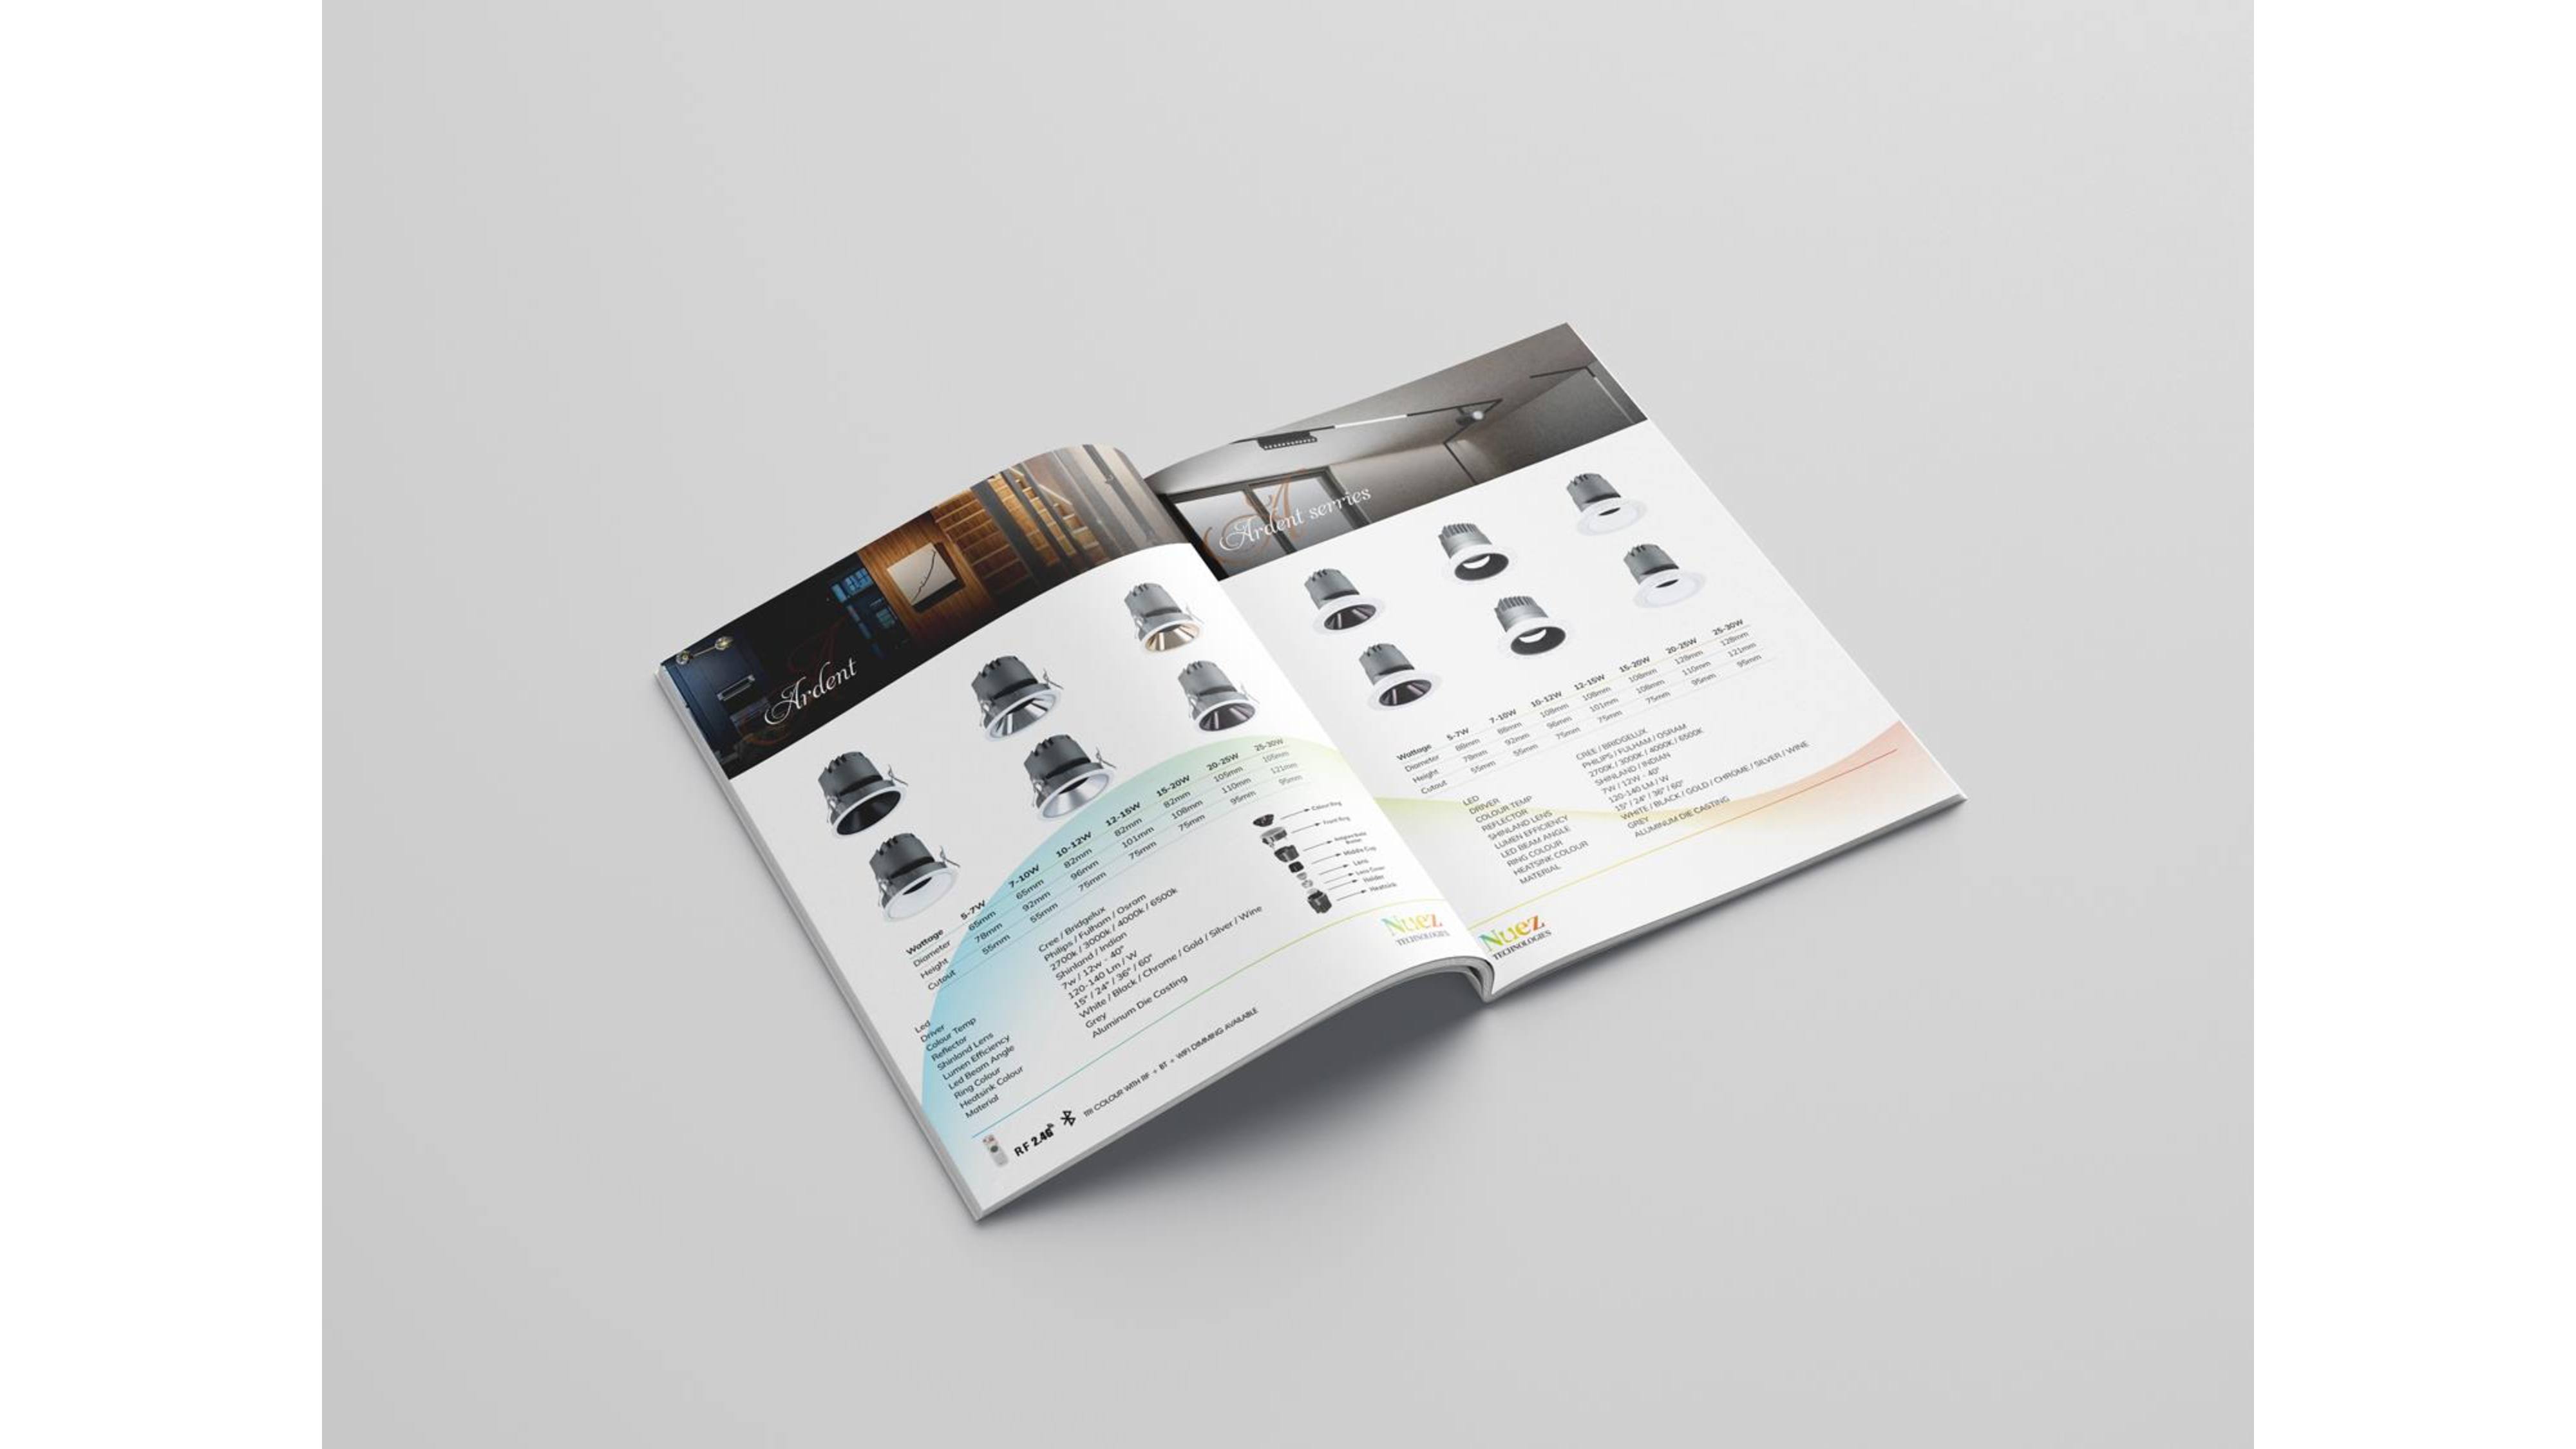 Ardent
Wattage 5-7W 7-10W 10-12W 12-15W 15-20W 20-25W 25-30W
Diameter 65mm 65mm 82mm 82mm 82mm 105mm 105mm
Height 78mm 92mm 96mm 101mm 108mm 110mm 121mm
Cutout 55mm 55mm 75mm 75mm 75mm 95mm 95mm
Led Cree / Bridgelux
Driver Philips / Fulham / Osram
Colour Temp 2700k / 3000k / 4000k / 6500k
Reflector Shinland / Indian
Shinland Lens 7w / 12w - 40°
Lumen Efficiency 120-140 Lm / W
Led Beam Angle 15° / 24° / 36° / 60°
Ring Colour White / Black / Chrome / Gold / Silver / Wine
Heatsink Colour Grey
Material Aluminum Die Casting
Colour Ring
Front Ring
Middle Cup
Lens
Lens Cover
Holder
Heatsink
RF 2.4G
COLOUR WITH RF + BT + WIFI DIMMING AVAILABLE
Nuez
TECHNOLOGIES
Ardent serries
Wattage 5-7W 7-10W 10-12W 12-15W 15-20W 20-25W 25-30W
Diameter 88mm 88mm 108mm 108mm 108mm 128mm 128mm
Height 78mm 92mm 96mm 101mm 108mm 110mm 121mm
Cutout 55mm 55mm 75mm 75mm 75mm 95mm 95mm
LED CREE / BRIDGELUX
DRIVER PHILIPS / FULHAM / OSRAM
COLOUR TEMP 2700K / 3000K / 4000K / 6500K
REFLECTOR SHINLAND / INDIAN
SHINLAND LENS 7W / 12W - 40°
LUMEN EFFICIENCY 120-140 LM / W
LED BEAM ANGLE 15° / 24° / 36° / 60°
RING COLOUR WHITE / BLACK / GOLD / CHROME / SILVER / WINE
HEATSINK COLOUR GREY
MATERIAL ALUMINUM DIE CASTING
Nuez
TECHNOLOGIES